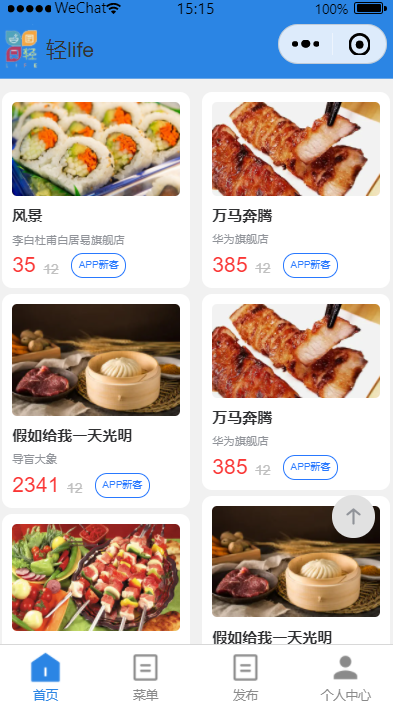 WeChat 15:15 100%
轻life
风景
李白杜甫白居易旗舰店
35 12 APP新客
万马奔腾
华为旗舰店
385 12 APP新客
假如给我一天光明
导盲大象
2341 12 APP新客
万马奔腾
华为旗舰店
385 12 APP新客
假如给我一天光明
首页 菜单 发布 个人中心